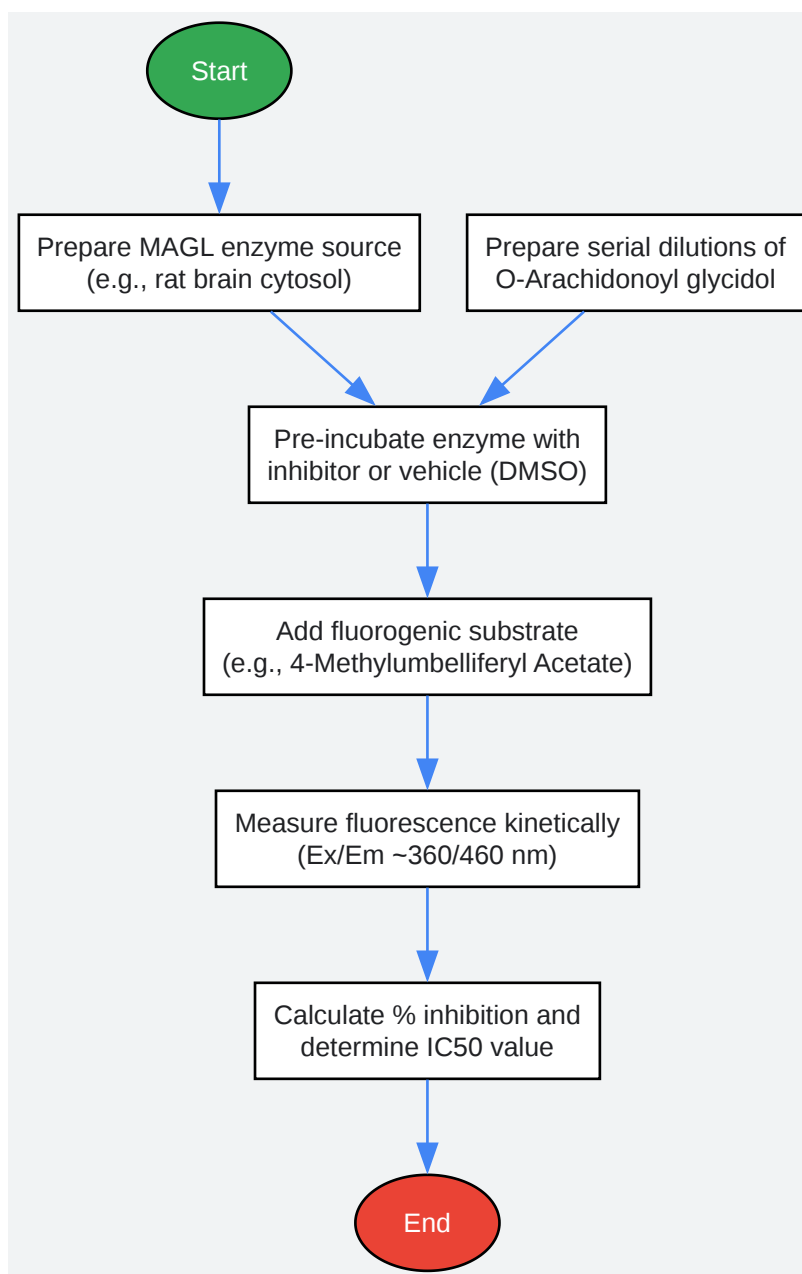 Start
Prepare MAGL enzyme source
(e.g., rat brain cytosol)
Prepare serial dilutions of
O-Arachidonoyl glycidol
Pre-incubate enzyme with
inhibitor or vehicle (DMSO)
Add fluorogenic substrate
(e.g., 4-Methylumbelliferyl Acetate)
Measure fluorescence kinetically
(Ex/Em ~360/460 nm)
Calculate % inhibition and
determine IC50 value
End